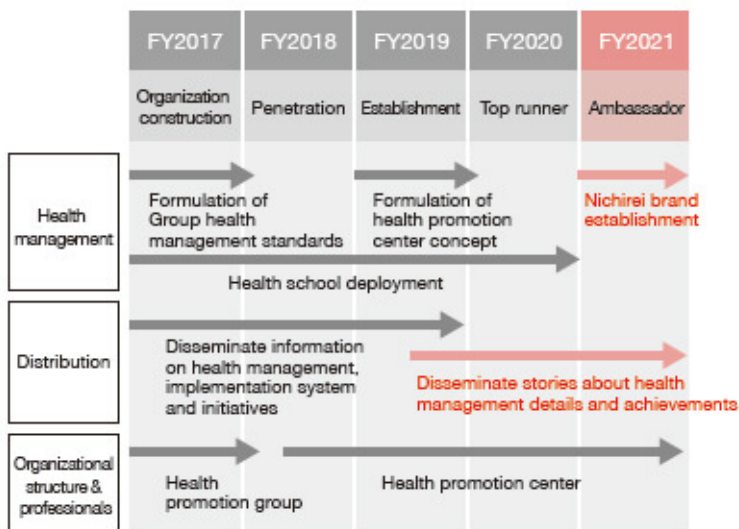 FY2017
FY2018
FY2019
FY2020
FY2021
Organization
construction
Penetration
Establishment
Top runner
Ambassador
Health
management
Formulation of
Group health
management standards
Formulation of
health promotion
center concept
Nichirei brand
establishment
Health school deployment
Distribution
Disseminate information
on health management,
implementation system
and initiatives
Disseminate stories about health
management details and achievements
Organizational
structure &
professionals
Health
promotion group
Health promotion center